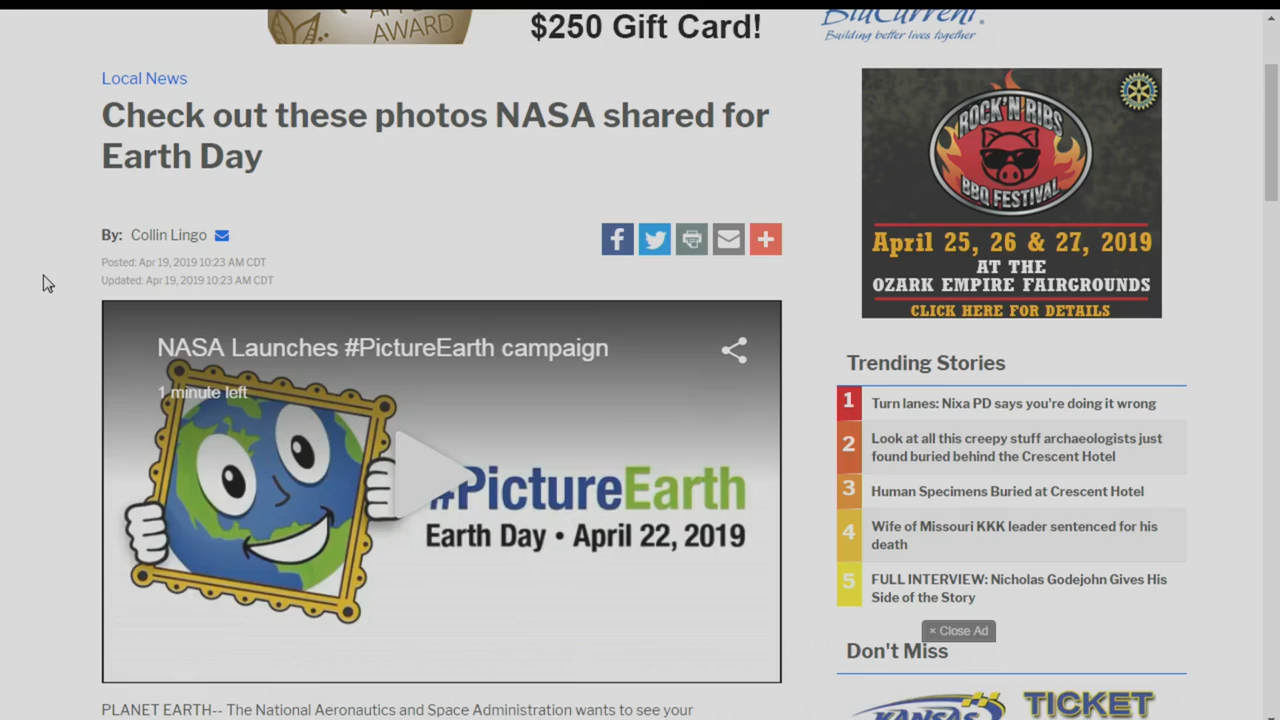 AWARD
$250 Gift Card!
BluCurrent
Building better lives together
Local News
Check out these photos NASA shared for
Earth Day
By: Collin Lingo
Posted: Apr 19, 2019 10:23 AM CDT
Updated: Apr 19, 2019 10:23 AM CDT
NASA Launches #PictureEarth campaign
1 minute left
#PictureEarth
Earth Day • April 22, 2019
PLANET EARTH-- The National Aeronautics and Space Administration wants to see your
ROCK'N RIBS
BBQ FESTIVAL
April 25, 26 & 27, 2019
AT THE
OZARK EMPIRE FAIRGROUNDS
CLICK HERE FOR DETAILS
Trending Stories
1 Turn lanes: Nixa PD says you're doing it wrong
2 Look at all this creepy stuff archaeologists just
found buried behind the Crescent Hotel
3 Human Specimens Buried at Crescent Hotel
4 Wife of Missouri KKK leader sentenced for his
death
5 FULL INTERVIEW: Nicholas Godejohn Gives His
Side of the Story
× Close Ad
Don't Miss
KANSAS
TICKET